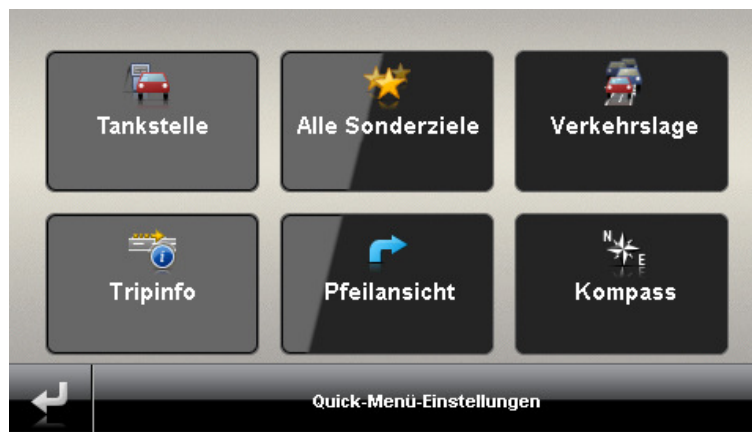 Tankstelle
Alle Sonderziele
Verkehrslage
Tripinfo
Pfeilansicht
N
E
Kompass
Quick-Menü-Einstellungen